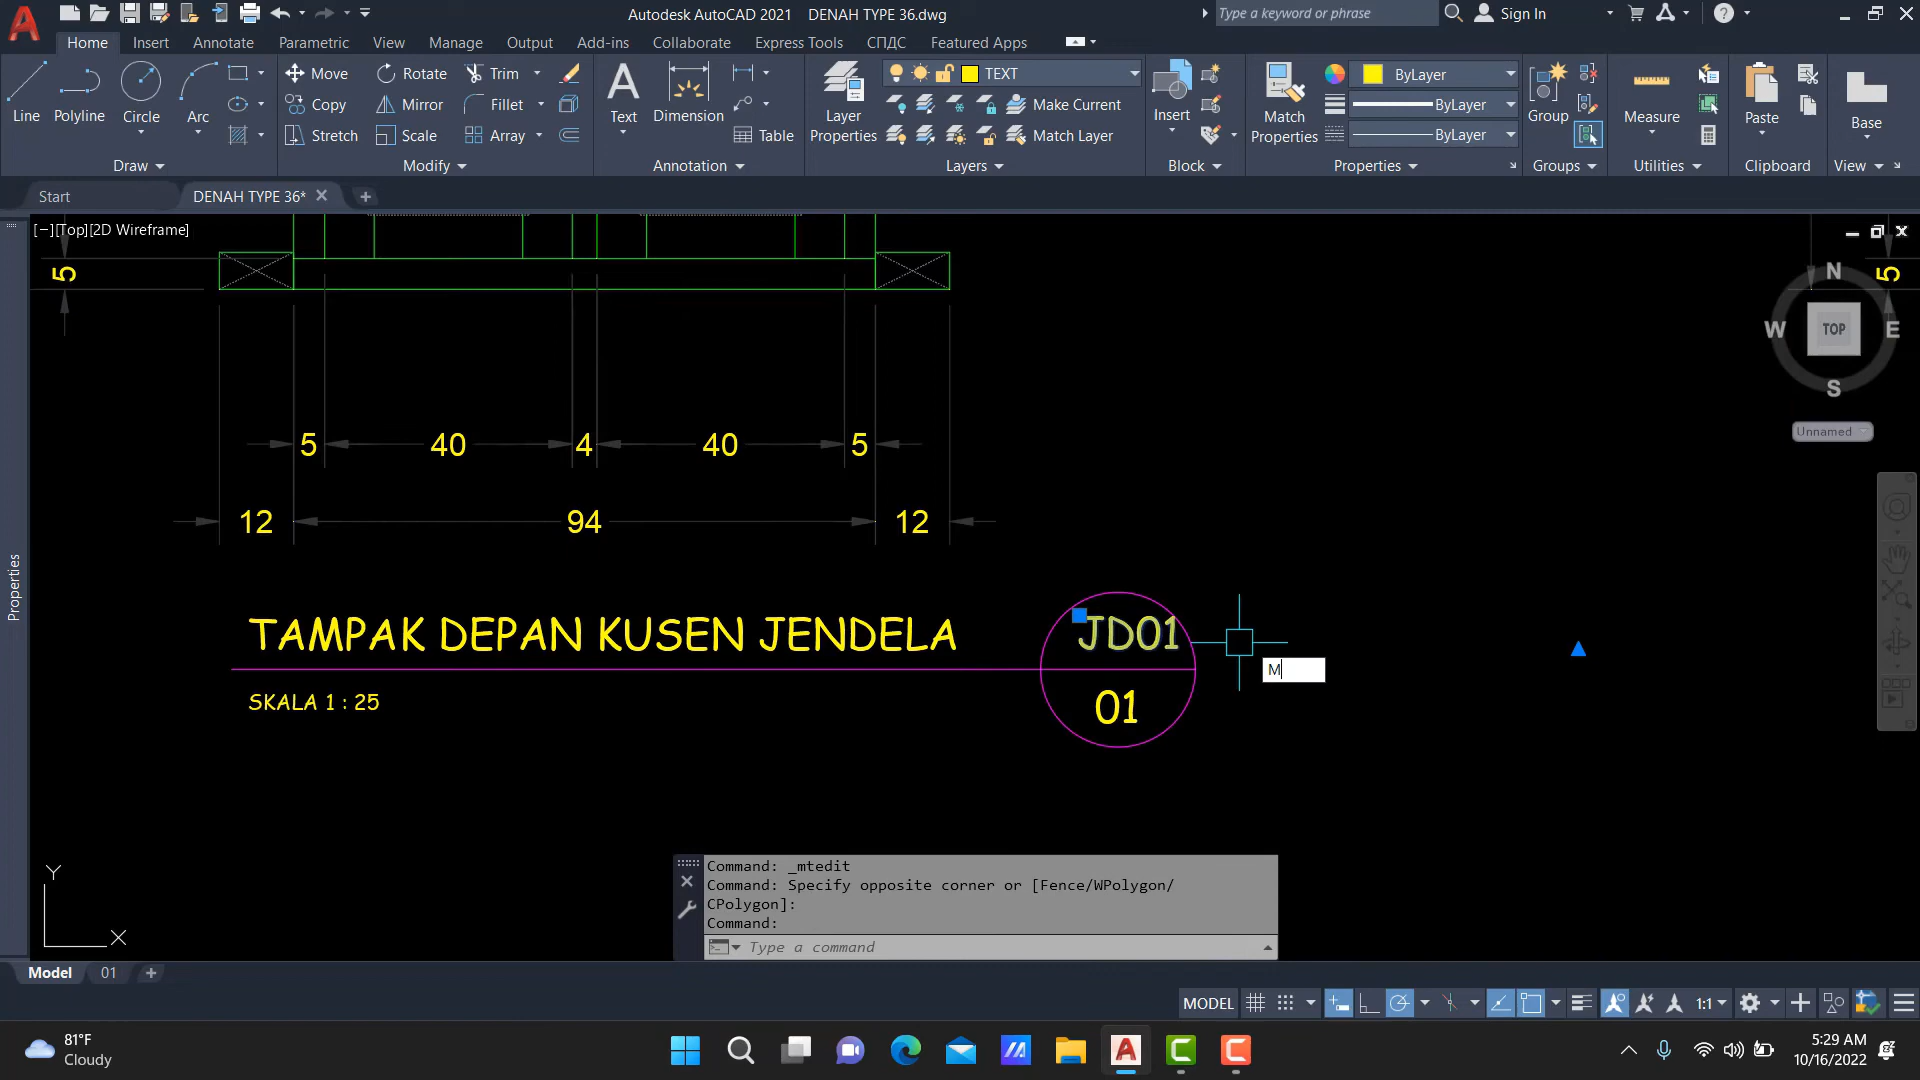 Autodesk AutoCAD 2021 DENAH TYPE 36.dwg
Type a keyword or phrase
Sign In
Home Insert Annotate Parametric View Manage Output Add-ins Collaborate Express Tools СПДС Featured Apps
Line Polyline Circle Arc
Move Rotate Trim
Copy Mirror Fillet
Stretch Scale Array
Text Dimension Table
Layer Properties
TEXT
Make Current
Match Layer
Insert
Match Properties
ByLayer
ByLayer
ByLayer
Group
Measure
Paste
Base
Draw Modify Annotation Layers Block Properties Groups Utilities Clipboard View
Start DENAH TYPE 36*
[−][Top][2D Wireframe]
5
5
N
W TOP E
S
Unnamed
5 40 4 40 5
12 94 12
TAMPAK DEPAN KUSEN JENDELA JD01
M
SKALA 1 : 25 01
Properties
Command: _mtedit
Command: Specify opposite corner or [Fence/WPolygon/
CPolygon]:
Command:
Type a command
Y
X
Model 01
MODEL 1:1
81°F
Cloudy
5:29 AM
10/16/2022